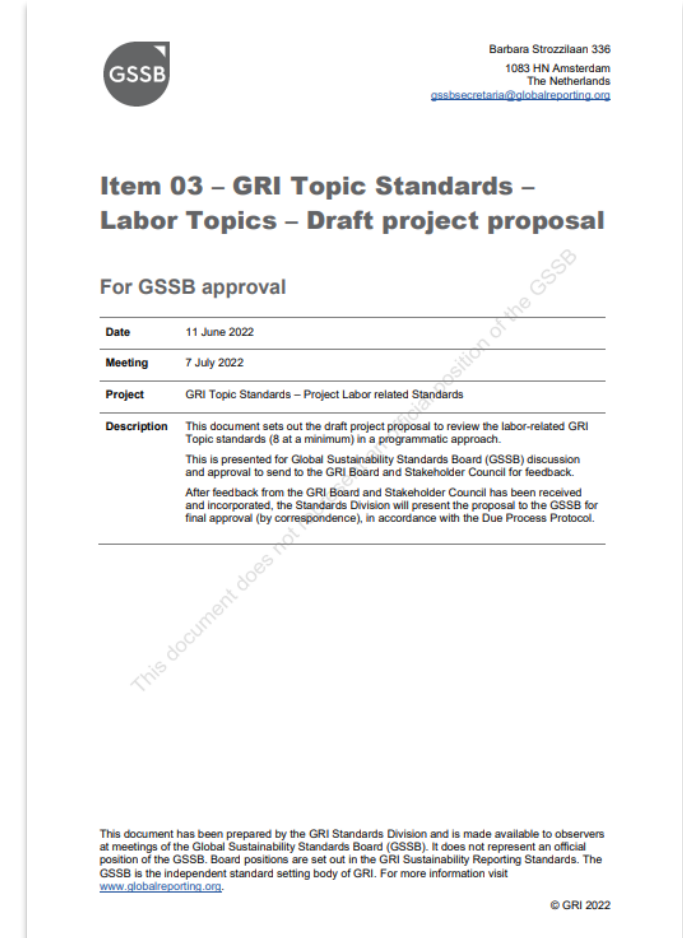 GSSB
Barbara Strozzilaan 336
1083 HN Amsterdam
The Netherlands
gssbsecretaria@globalreporting.org
Item 03 – GRI Topic Standards –
Labor Topics – Draft project proposal
For GSSB approval
Date 11 June 2022
Meeting 7 July 2022
Project GRI Topic Standards – Project Labor related Standards
Description This document sets out the draft project proposal to review the labor-related GRI
Topic standards (8 at a minimum) in a programmatic approach.
This is presented for Global Sustainability Standards Board (GSSB) discussion
and approval to send to the GRI Board and Stakeholder Council for feedback.
After feedback from the GRI Board and Stakeholder Council has been received
and incorporated, the Standards Division will present the proposal to the GSSB for
final approval (by correspondence), in accordance with the Due Process Protocol.
This document does not represent an official position of the GSSB
This document has been prepared by the GRI Standards Division and is made available to observers
at meetings of the Global Sustainability Standards Board (GSSB). It does not represent an official
position of the GSSB. Board positions are set out in the GRI Sustainability Reporting Standards. The
GSSB is the independent standard setting body of GRI. For more information visit
www.globalreporting.org.
© GRI 2022